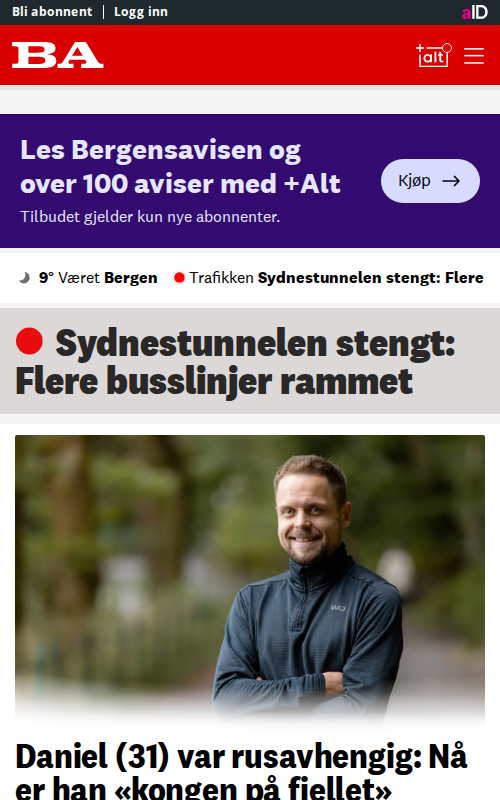 Bli abonnent | Logg inn
aID
BA
+alt
Les Bergensavisen og
over 100 aviser med +Alt
Kjøp
Tilbudet gjelder kun nye abonnenter.
9° Været Bergen
Trafikken Sydnestunnelen stengt: Flere
Sydnestunnelen stengt:
Flere busslinjer rammet
Daniel (31) var rusavhengig: Nå
er han «kongen på fjellet»